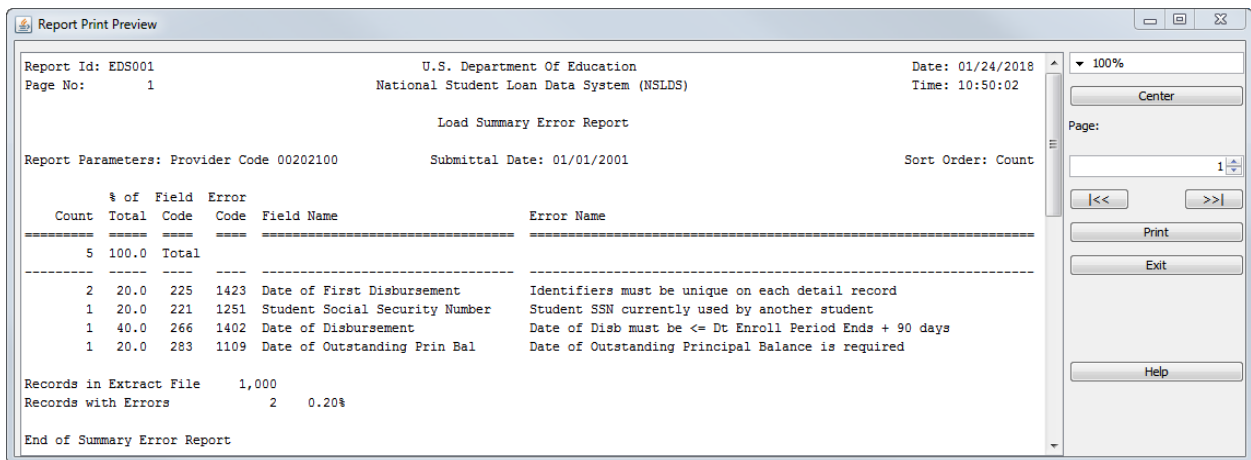 Report Print Preview
Report Id: EDS001 U.S. Department Of Education Date: 01/24/2018
Page No: 1 National Student Loan Data System (NSLDS) Time: 10:50:02
Load Summary Error Report
Report Parameters: Provider Code 00202100 Submittal Date: 01/01/2001 Sort Order: Count
% of Field Error
Count Total Code Code Field Name Error Name
========= ===== ==== ==== ================================= ==================================================================
5 100.0 Total
--------- ----- ---- ---- --------------------------------- ------------------------------------------------------------------
2 20.0 225 1423 Date of First Disbursement Identifiers must be unique on each detail record
1 20.0 221 1251 Student Social Security Number Student SSN currently used by another student
1 40.0 266 1402 Date of Disbursement Date of Disb must be <= Dt Enroll Period Ends + 90 days
1 20.0 283 1109 Date of Outstanding Prin Bal Date of Outstanding Principal Balance is required
Records in Extract File 1,000
Records with Errors 2 0.20%
End of Summary Error Report
100%
Center
Page:
1
|<< >>|
Print
Exit
Help